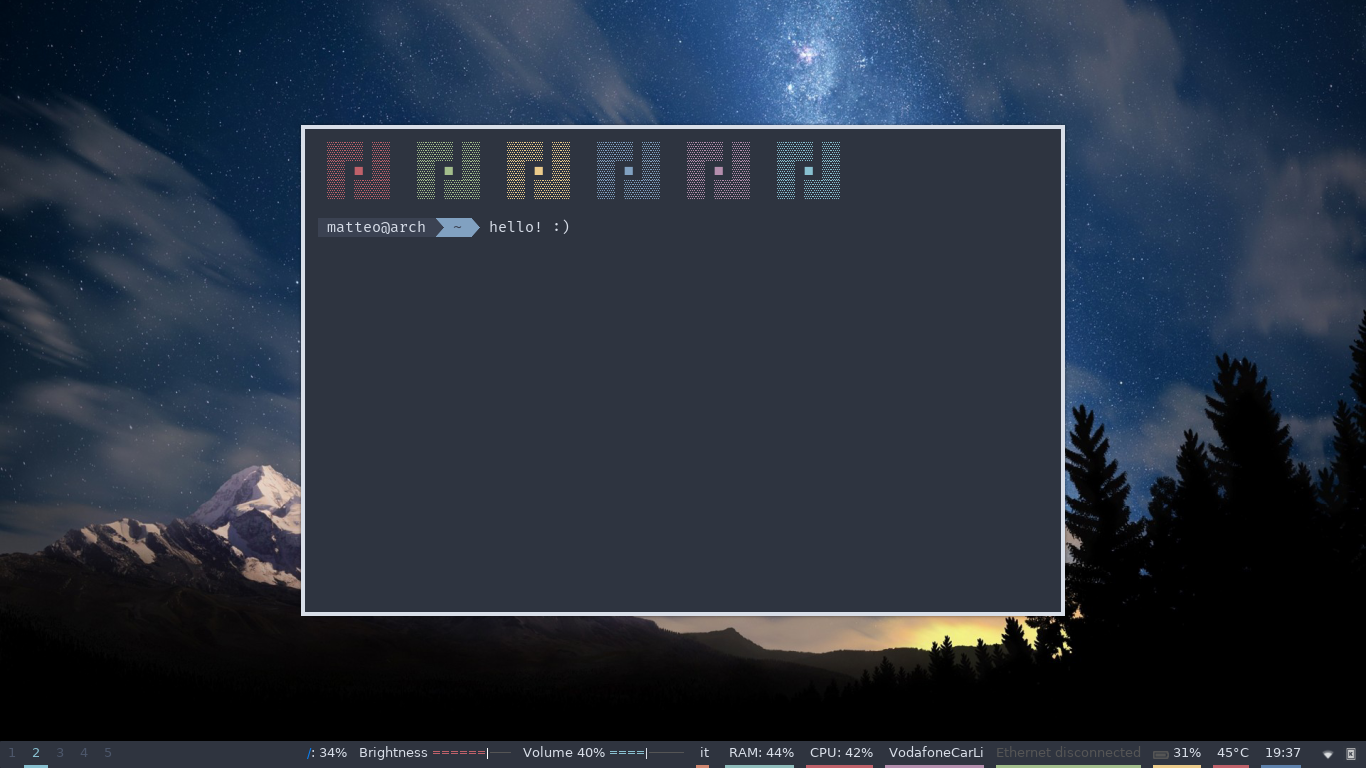 matteo@arch ~ hello! :)
1 2 3 4 5 /: 34% Brightness ======|—— Volume 40% ====|——— it RAM: 44% CPU: 42% VodafoneCarLi Ethernet disconnected 31% 45°C 19:37